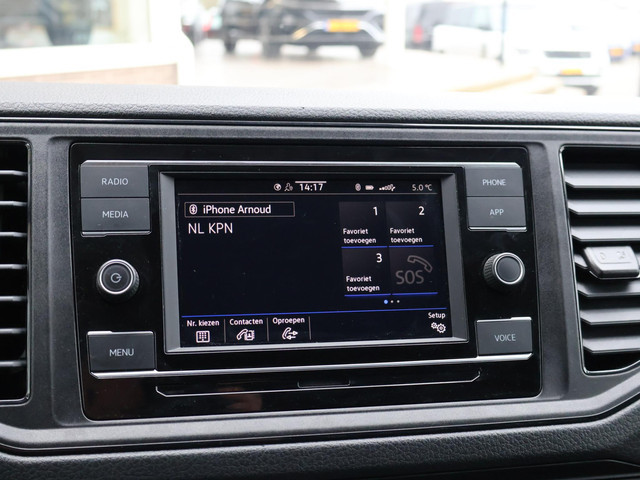 RADIO
MEDIA
MENU
14:17
5.0 °C
iPhone Arnoud
NL KPN
1
2
Favoriet
toevoegen
Favoriet
toevoegen
3
Favoriet
toevoegen
SOS
Nr. kiezen
Contacten
Oproepen
Setup
PHONE
APP
VOICE